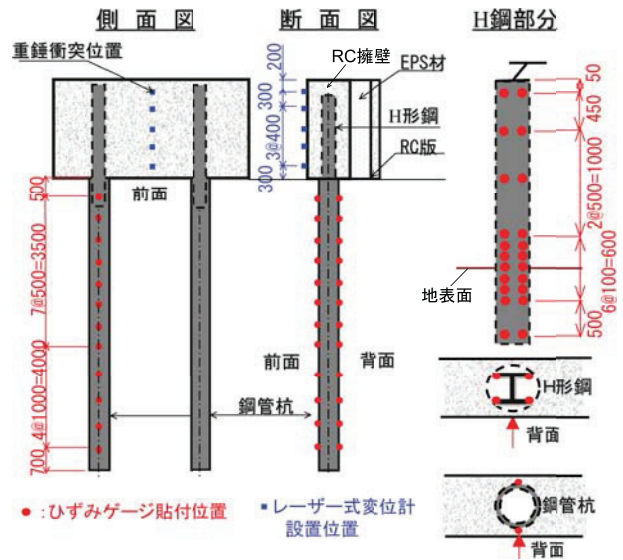 側面図
断面図
H鋼部分
重錘衝突位置
RC擁壁
EPS材
H形鋼
RC版
200
300
3@400
300
50
450
2@500=1000
6@100=600
500
地表面
前面
500
7@500=3500
4@1000=4000
700
前面
背面
鋼管杭
H形鋼
背面
鋼管杭
背面
●:ひずみゲージ貼付位置
▪レーザー式変位計
設置位置